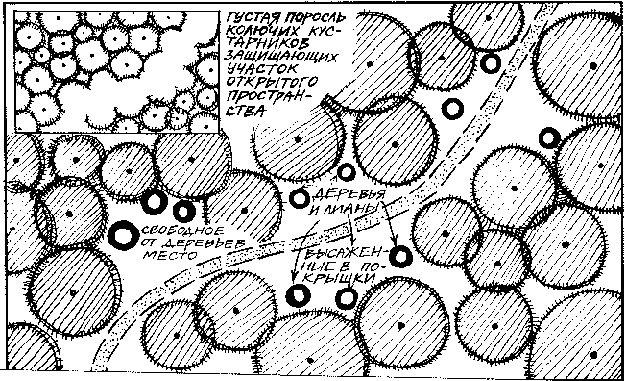 ГУСТАЯ ПОРОСЛЬ
КОЛЮЧИХ КУС-
ТАРНИКОВ
ЗАЩИЩАЮЩИХ
УЧАСТОК
ОТКРЫТОГО
ПРОСТРАН-
СТВА
ДЕРЕВЬЯ
И ЛИАНЫ
СВОБОДНОЕ
ОТ ДЕРЕВЬЕВ
МЕСТО
ВЫСАЖЕН-
НЫЕ В ПО-
КРЫШКИ